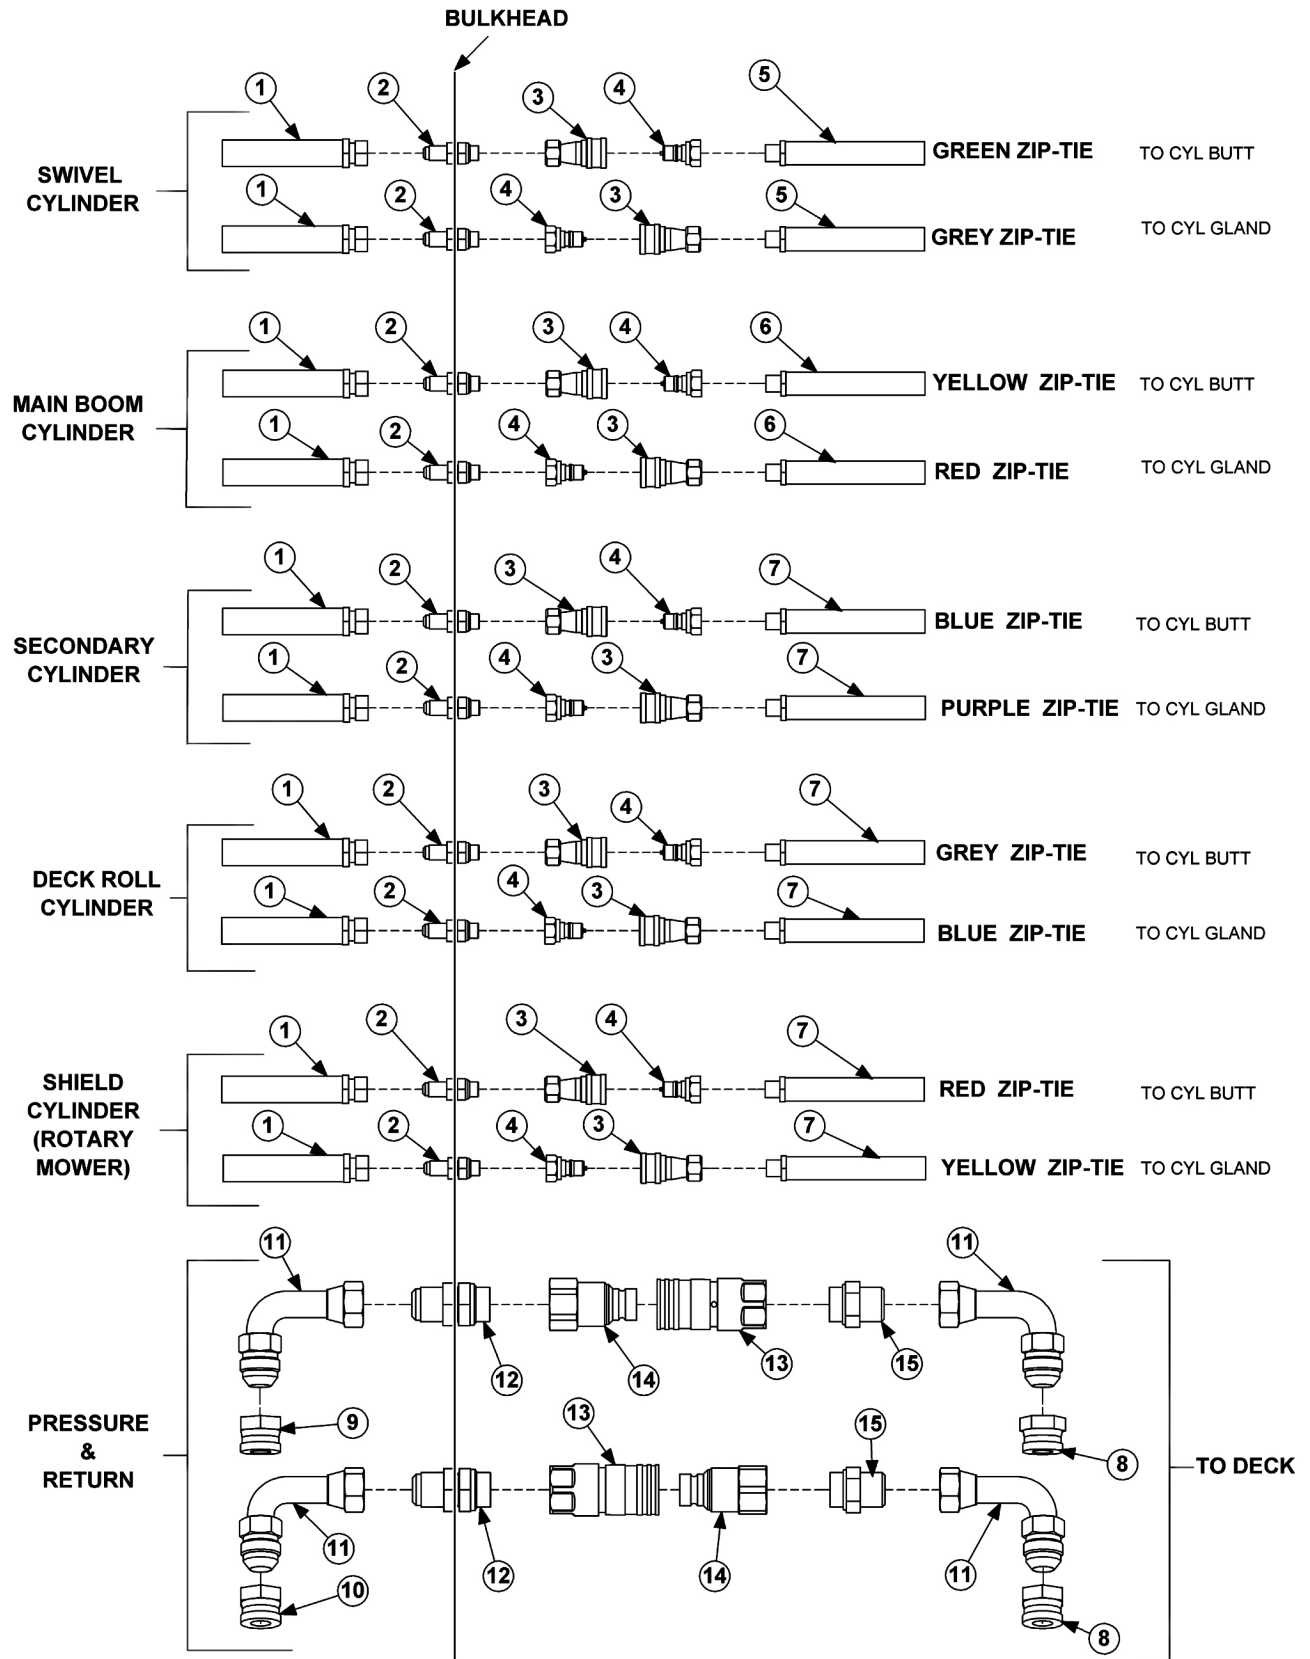 BULKHEAD
1 2 3 4 5
SWIVEL
CYLINDER
GREEN ZIP-TIE TO CYL BUTT
1 2 4 3 5
GREY ZIP-TIE TO CYL GLAND
1 2 3 4 6
MAIN BOOM
CYLINDER
YELLOW ZIP-TIE TO CYL BUTT
1 2 4 3 6
RED ZIP-TIE TO CYL GLAND
1 2 3 4 7
SECONDARY
CYLINDER
BLUE ZIP-TIE TO CYL BUTT
1 2 4 3 7
PURPLE ZIP-TIE TO CYL GLAND
1 2 3 4 7
DECK ROLL
CYLINDER
GREY ZIP-TIE TO CYL BUTT
1 2 4 3 7
BLUE ZIP-TIE TO CYL GLAND
1 2 3 4 7
SHIELD
CYLINDER
(ROTARY
MOWER)
RED ZIP-TIE TO CYL BUTT
1 2 4 3 7
YELLOW ZIP-TIE TO CYL GLAND
11 11
12 14 13 15
PRESSURE
&
RETURN
9 13 15 8
TO DECK
11 12 14 11
10 8